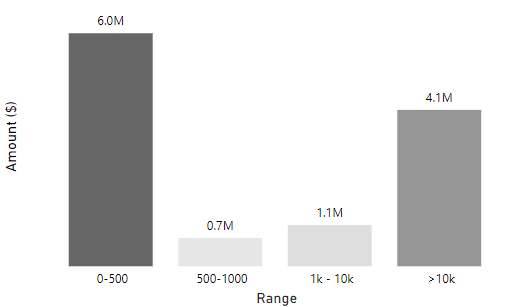 6.0M
4.1M
1.1M
0.7M
Amount ($)
0-500
500-1000
1k - 10k
>10k
Range